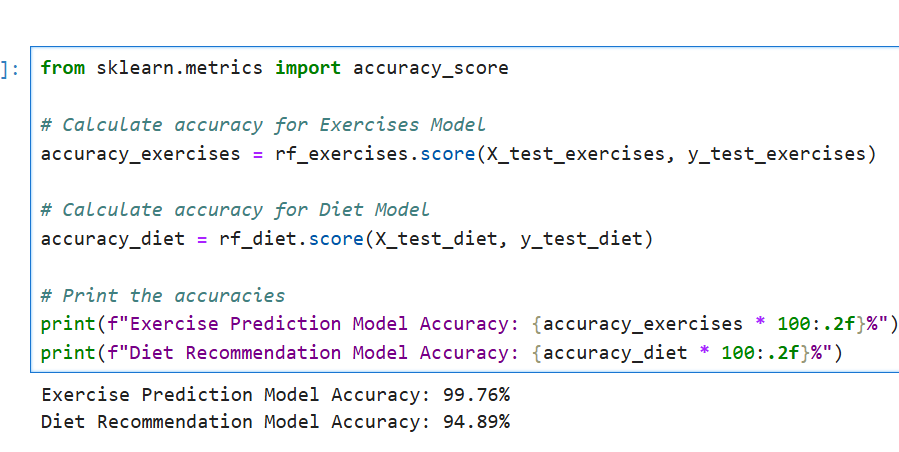 ]:
from sklearn.metrics import accuracy_score
# Calculate accuracy for Exercises Model
accuracy_exercises = rf_exercises.score(X_test_exercises, y_test_exercises)
# Calculate accuracy for Diet Model
accuracy_diet = rf_diet.score(X_test_diet, y_test_diet)
# Print the accuracies
print(f"Exercise Prediction Model Accuracy: {accuracy_exercises * 100:.2f}%")
print(f"Diet Recommendation Model Accuracy: {accuracy_diet * 100:.2f}%")
Exercise Prediction Model Accuracy: 99.76%
Diet Recommendation Model Accuracy: 94.89%